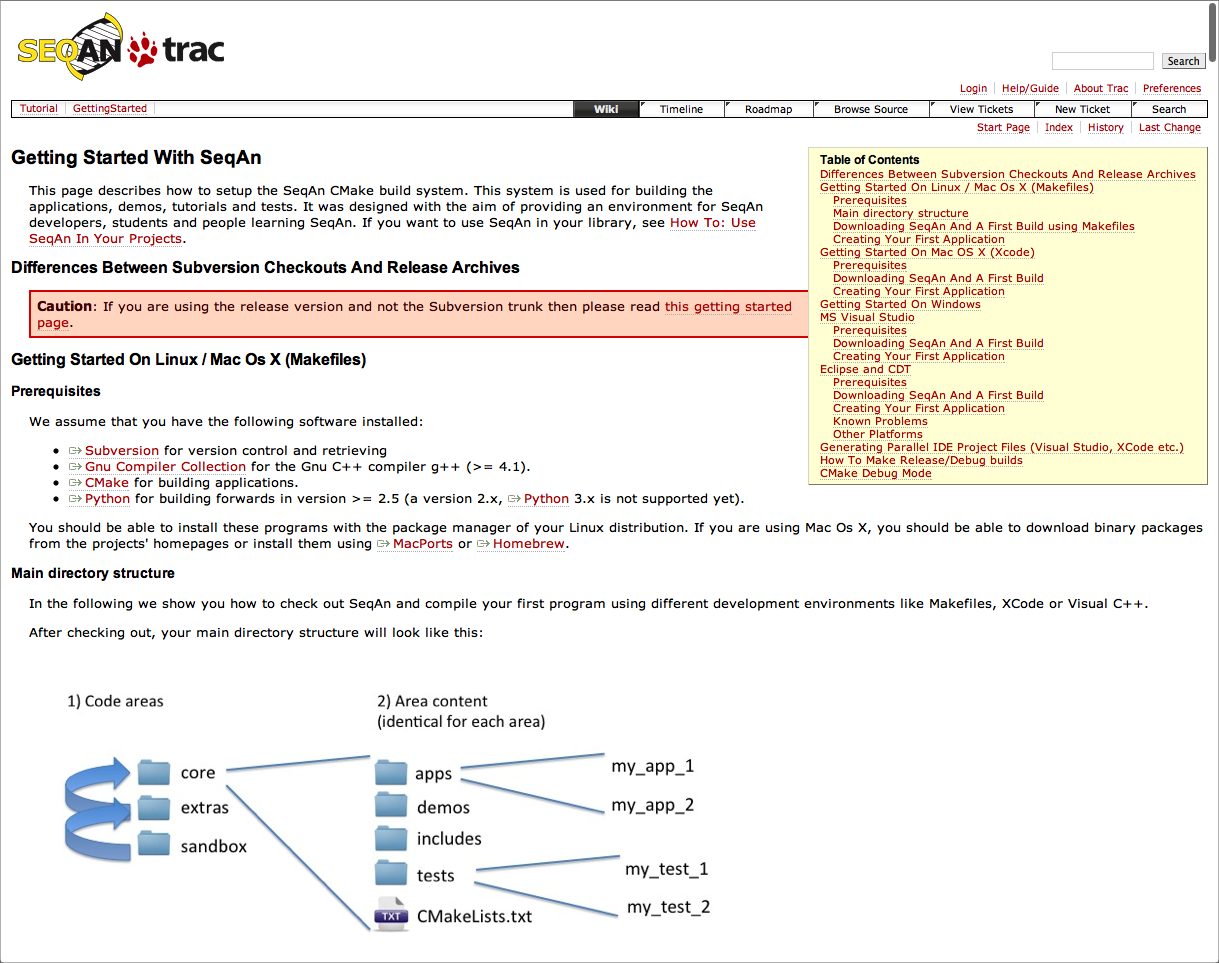 SEQAN trac
Search
Login Help/Guide About Trac Preferences
Tutorial GettingStarted Wiki Timeline Roadmap Browse Source View Tickets New Ticket Search
Start Page Index History Last Change
Getting Started With SeqAn
This page describes how to setup the SeqAn CMake build system. This system is used for building the
applications, demos, tutorials and tests. It was designed with the aim of providing an environment for SeqAn
developers, students and people learning SeqAn. If you want to use SeqAn in your library, see How To: Use
SeqAn In Your Projects.
Differences Between Subversion Checkouts And Release Archives
Caution: If you are using the release version and not the Subversion trunk then please read this getting started
page.
Table of Contents
Differences Between Subversion Checkouts And Release Archives
Getting Started On Linux / Mac Os X (Makefiles)
Prerequisites
Main directory structure
Downloading SeqAn And A First Build using Makefiles
Creating Your First Application
Getting Started On Mac OS X (Xcode)
Prerequisites
Downloading SeqAn And A First Build
Creating Your First Application
Getting Started On Windows
MS Visual Studio
Prerequisites
Downloading SeqAn And A First Build
Creating Your First Application
Eclipse and CDT
Prerequisites
Downloading SeqAn And A First Build
Creating Your First Application
Known Problems
Other Platforms
Generating Parallel IDE Project Files (Visual Studio, XCode etc.)
How To Make Release/Debug builds
CMake Debug Mode
Getting Started On Linux / Mac Os X (Makefiles)
Prerequisites
We assume that you have the following software installed:
• Subversion for version control and retrieving
• Gnu Compiler Collection for the Gnu C++ compiler g++ (>= 4.1).
• CMake for building applications.
• Python for building forwards in version >= 2.5 (a version 2.x, Python 3.x is not supported yet).
You should be able to install these programs with the package manager of your Linux distribution. If you are using Mac Os X, you should be able to download binary packages
from the projects' homepages or install them using MacPorts or Homebrew.
Main directory structure
In the following we show you how to check out SeqAn and compile your first program using different development environments like Makefiles, XCode or Visual C++.
After checking out, your main directory structure will look like this:
1) Code areas
2) Area content
(identical for each area)
core
extras
sandbox
apps
demos
includes
tests
TXT CMakeLists.txt
my_app_1
my_app_2
my_test_1
my_test_2